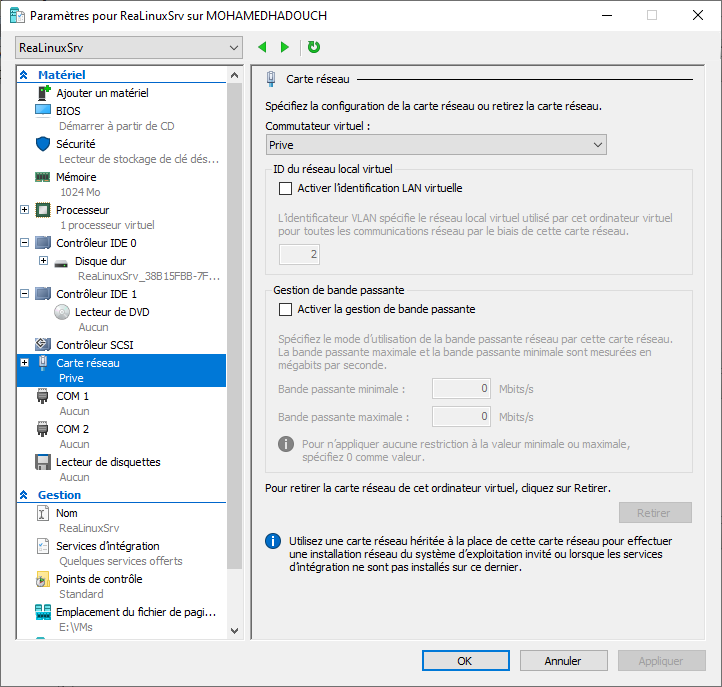 Paramètres pour ReaLinuxSrv sur MOHAMEDHADOUCH
ReaLinuxSrv
Matériel
Ajouter un matériel
BIOS
Démarrer à partir de CD
Sécurité
Lecteur de stockage de clé dés...
Mémoire
1024 Mo
Processeur
1 processeur virtuel
Contrôleur IDE 0
Disque dur
ReaLinuxSrv_38B15FBB-7F...
Contrôleur IDE 1
Lecteur de DVD
Aucun
Contrôleur SCSI
Carte réseau
Prive
COM 1
Aucun
COM 2
Aucun
Lecteur de disquettes
Aucun
Gestion
Nom
ReaLinuxSrv
Services d'intégration
Quelques services offerts
Points de contrôle
Standard
Emplacement du fichier de pagi...
E:\VMs
Carte réseau
Spécifiez la configuration de la carte réseau ou retirez la carte réseau.
Commutateur virtuel :
Prive
ID du réseau local virtuel
Activer l'identification LAN virtuelle
L'identificateur VLAN spécifie le réseau local virtuel utilisé par cet ordinateur virtuel
pour toutes les communications réseau par le biais de cette carte réseau.
2
Gestion de bande passante
Activer la gestion de bande passante
Spécifiez le mode d'utilisation de la bande passante réseau par cette carte réseau.
La bande passante maximale et la bande passante minimale sont mesurées en
mégabits par seconde.
Bande passante minimale : 0 Mbits/s
Bande passante maximale : 0 Mbits/s
Pour n'appliquer aucune restriction à la valeur minimale ou maximale,
spécifiez 0 comme valeur.
Pour retirer la carte réseau de cet ordinateur virtuel, cliquez sur Retirer.
Retirer
Utilisez une carte réseau héritée à la place de cette carte réseau pour effectuer
une installation réseau du système d'exploitation invité ou lorsque les services
d'intégration ne sont pas installés sur ce dernier.
OK Annuler Appliquer